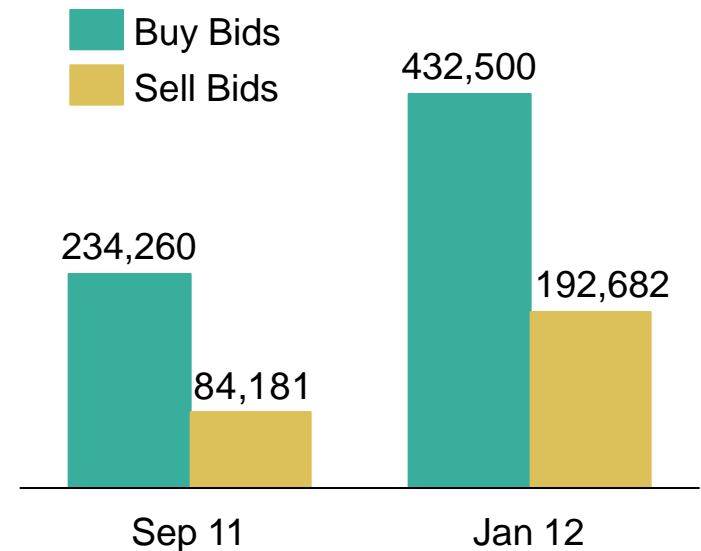 Buy Bids
Sell Bids
432,500
234,260
192,682
84,181
Sep 11
Jan 12